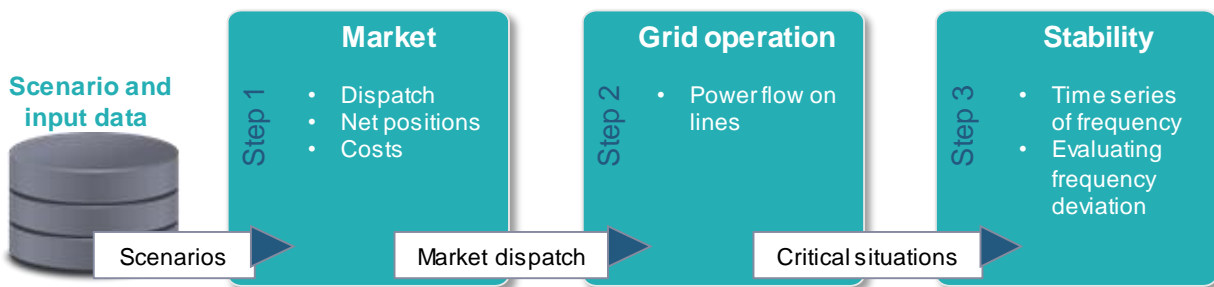 Scenario and
input data
Scenarios
Step 1
Market
• Dispatch
• Net positions
• Costs
Market dispatch
Step 2
Grid operation
• Power flow on
lines
Critical situations
Step 3
Stability
• Time series
of frequency
• Evaluating
frequency
deviation